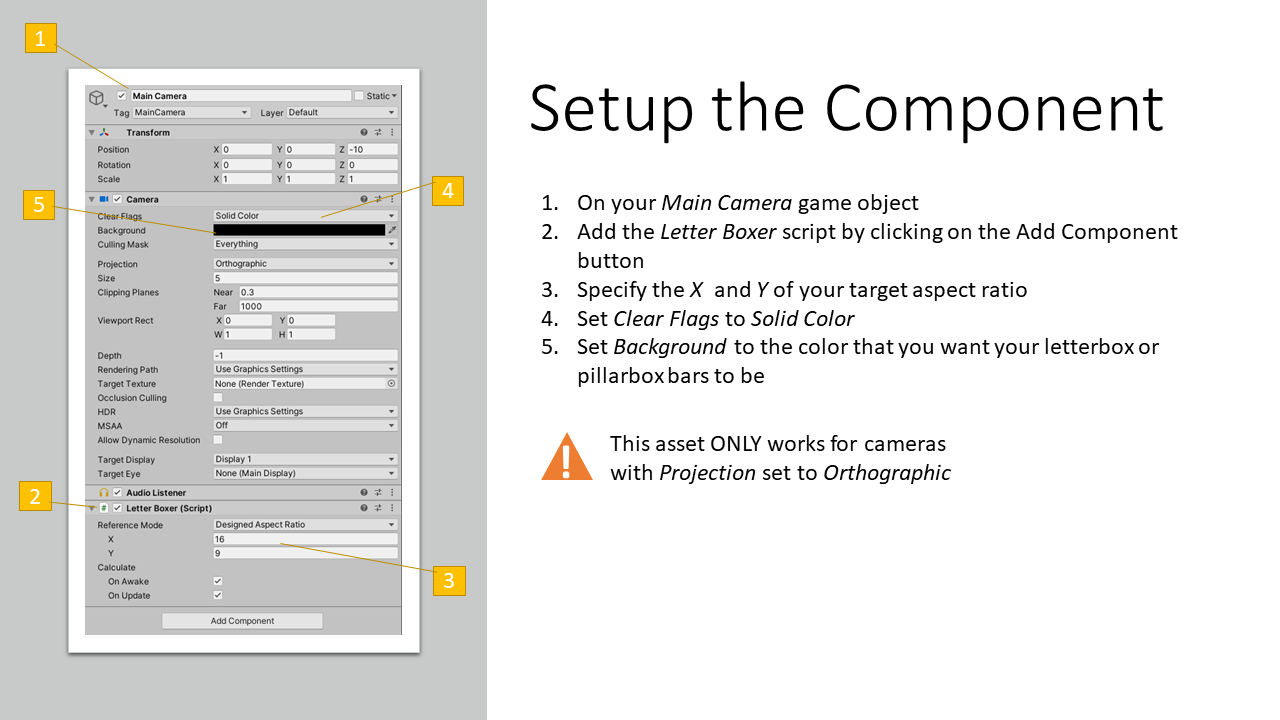 1
Main Camera Static
Tag MainCamera Layer Default
Transform
Position X 0 Y 0 Z -10
Rotation X 0 Y 0 Z 0
Scale X 1 Y 1 Z 1
4
5
Camera
Clear Flags Solid Color
Background
Culling Mask Everything
Projection Orthographic
Size 5
Clipping Planes Near 0.3
Far 1000
Viewport Rect X 0 Y 0
W 1 H 1
Depth -1
Rendering Path Use Graphics Settings
Target Texture None (Render Texture)
Occlusion Culling
HDR Use Graphics Settings
MSAA Off
Allow Dynamic Resolution
Target Display Display 1
Target Eye None (Main Display)
Audio Listener
2
# Letter Boxer (Script)
Reference Mode Designed Aspect Ratio
X 16
Y 9
Calculate
3
On Awake
On Update
Add Component
Setup the Component
1. On your Main Camera game object
2. Add the Letter Boxer script by clicking on the Add Component
button
3. Specify the X and Y of your target aspect ratio
4. Set Clear Flags to Solid Color
5. Set Background to the color that you want your letterbox or
pillarbox bars to be
This asset ONLY works for cameras
with Projection set to Orthographic